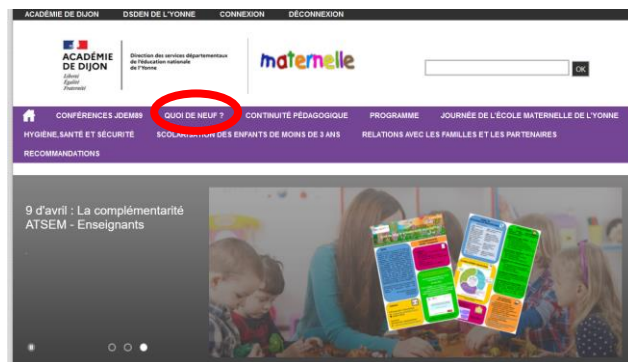 ACADÉMIE DE DIJON DSDEN DE L'YONNE CONNEXION DÉCONNEXION
ACADÉMIE
DE DIJON
Liberté
Égalité
Fraternité
Direction des services départementaux
de l'éducation nationale
de l'Yonne
maternelle
OK
CONFÉRENCES JDEM89 QUOI DE NEUF ? CONTINUITÉ PÉDAGOGIQUE PROGRAMME JOURNÉE DE L'ÉCOLE MATERNELLE DE L'YONNE
HYGIÈNE,SANTÉ ET SÉCURITÉ SCOLARISATION DES ENFANTS DE MOINS DE 3 ANS RELATIONS AVEC LES FAMILLES ET LES PARTENAIRES
RECOMMANDATIONS
9 d'avril : La complémentarité
ATSEM - Enseignants